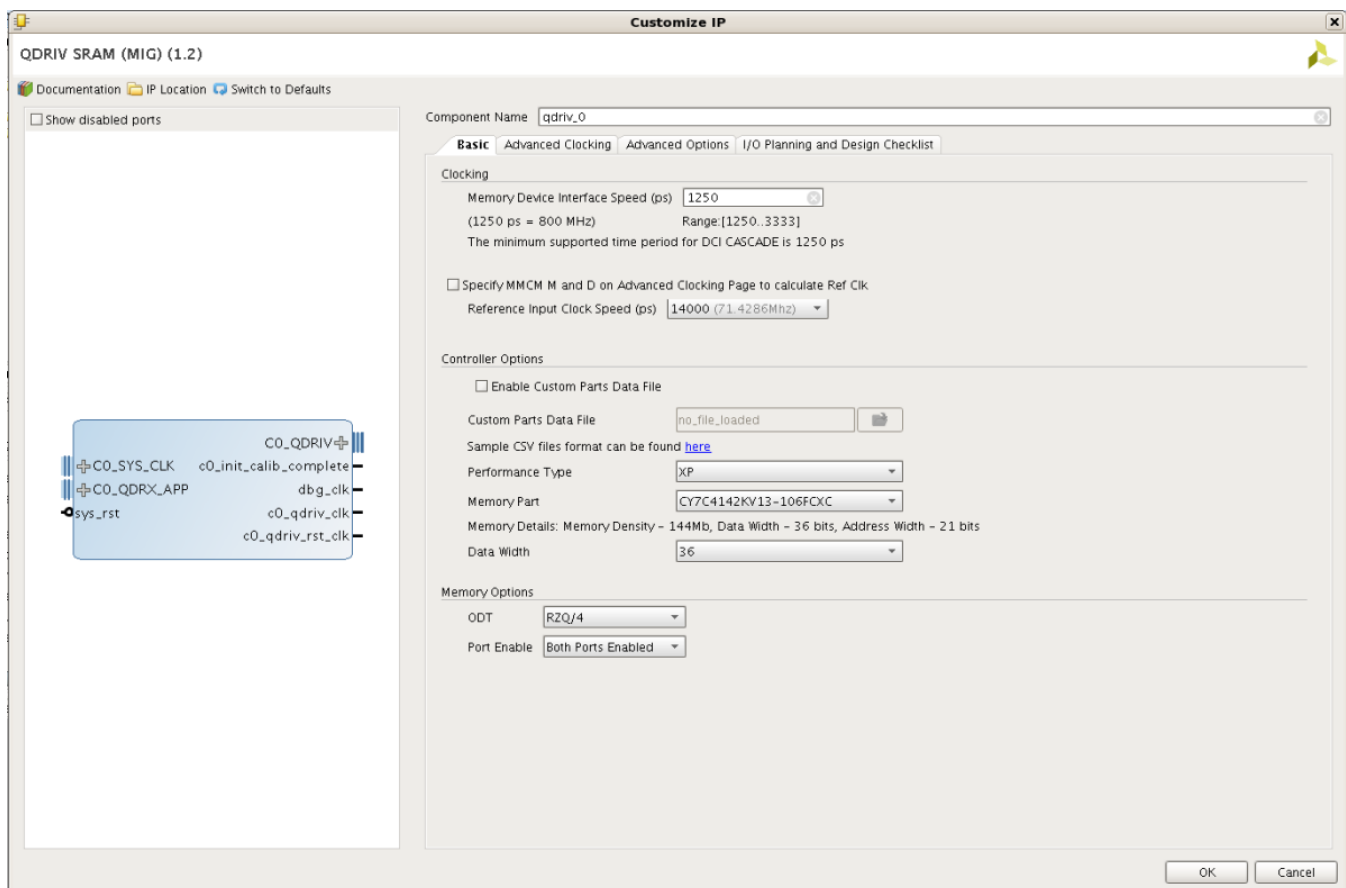 Customize IP
QDRIV SRAM (MIG) (1.2)
Documentation IP Location Switch to Defaults
Show disabled ports
C0_QDRIV
C0_SYS_CLK c0_init_calib_complete
C0_QDRX_APP dbg_clk
sys_rst c0_qdriv_clk
c0_qdriv_rst_clk
Component Name qdriv_0
Basic Advanced Clocking Advanced Options I/O Planning and Design Checklist
Clocking
Memory Device Interface Speed (ps) 1250
(1250 ps = 800 MHz) Range:[1250..3333]
The minimum supported time period for DCI CASCADE is 1250 ps
Specify MMCM M and D on Advanced Clocking Page to calculate Ref Clk
Reference Input Clock Speed (ps) 14000 (71.4286Mhz)
Controller Options
Enable Custom Parts Data File
Custom Parts Data File no_file_loaded
Sample CSV files format can be found here
Performance Type XP
Memory Part CY7C4142KV13-106FCXC
Memory Details: Memory Density - 144Mb, Data Width - 36 bits, Address Width - 21 bits
Data Width 36
Memory Options
ODT RZQ/4
Port Enable Both Ports Enabled
OK Cancel